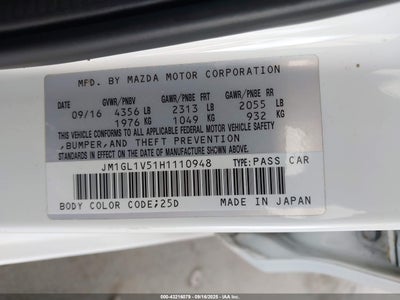 MFD. BY MAZDA MOTOR CORPORATION
GVWR/PNBV GAWR/PNBE FRT GAWR/PNBE RR
09/16 4356 LB 2313 LB 2055 LB
1976 KG 1049 KG 932 KG
THIS VEHICLE CONFORMS TO ALL APPLICABLE FEDERAL MOTOR VEHICLE SAFETY
,BUMPER,AND THEFT PREVENTION
STANDARDS IN EFFECT ON THE DATE OF MANUFACTURE SHOWN ABOVE.
JM1GL1V51H1110948 TYPE:PASS CAR
BODY COLOR CODE;25D MADE IN JAPAN
000-43216079 - 09/16/2025 - IAA, Inc.